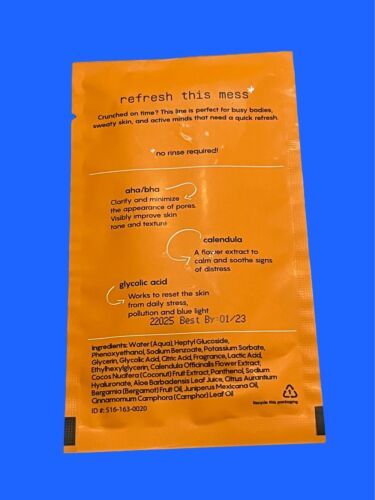 refresh this mess*
Crunched on time? This line is perfect for busy bodies,
sweaty skin, and active minds that need a quick refresh.
*no rinse required!
aha/bha
Clarify and minimize
the appearance of pores.
Visibly improve skin
tone and texture
calendula
A flower extract to
calm and soothe signs
of distress
glycolic acid
Works to reset the skin
from daily stress,
pollution and blue light
22025 Best By:01/23
Ingredients: Water (Aqua), Heptyl Glucoside,
Phenoxyethanol, Sodium Benzoate, Potassium Sorbate,
Glycerin, Glycolic Acid, Citric Acid, Fragrance, Lactic Acid,
Ethylhexylglycerin, Calendula Officinalis Flower Extract,
Cocos Nucifera (Coconut) Fruit Extract, Panthenol, Sodium
Hyaluronate, Aloe Barbadensis Leaf Juice, Citrus Aurantium
Bergamia (Bergamot) Fruit Oil, Juniperus Mexicana Oil,
Cinnamomum Camphora (Camphor) Leaf Oil
ID #: 516-163-0020
1
Recycle this packaging